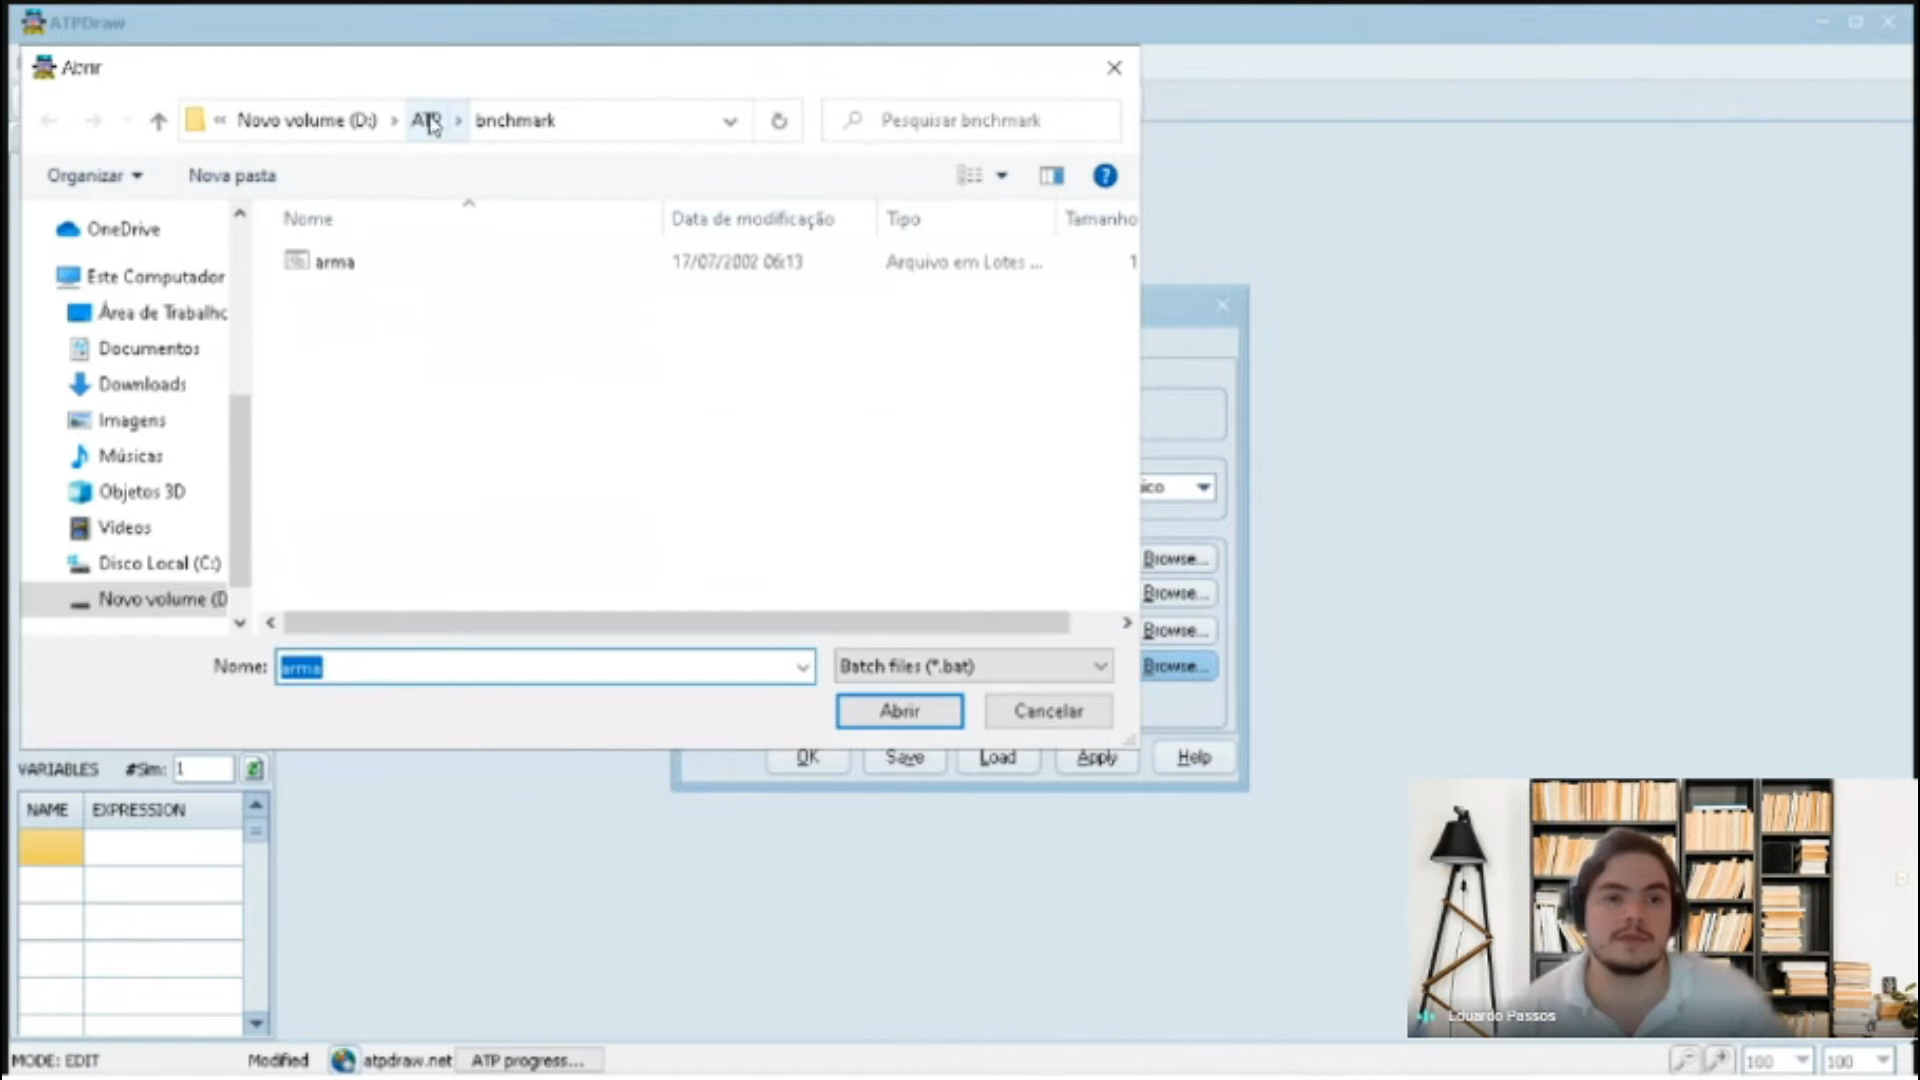 ATPDraw
Abrir
« Novo volume (D:) › ATP › bnchmark
Pesquisar bnchmark
Organizar
Nova pasta
Nome
Data de modificação
Tipo
Tamanho
arma
17/07/2002 06:13
Arquivo em Lotes ...
1
OneDrive
Este Computador
Área de Trabalho
Documentos
Downloads
Imagens
Músicas
Objetos 3D
Vídeos
Disco Local (C:)
Novo volume (D
ico
Browse...
Browse...
Browse...
Browse...
Nome:
arma
Batch files (*.bat)
Abrir
Cancelar
OK
Save
Load
Apply
Help
VARIABLES
#Sim: 1
NAME
EXPRESSION
Eduardo Passos
MODE: EDIT
Modified
atpdraw.net
ATP progress...
100
100